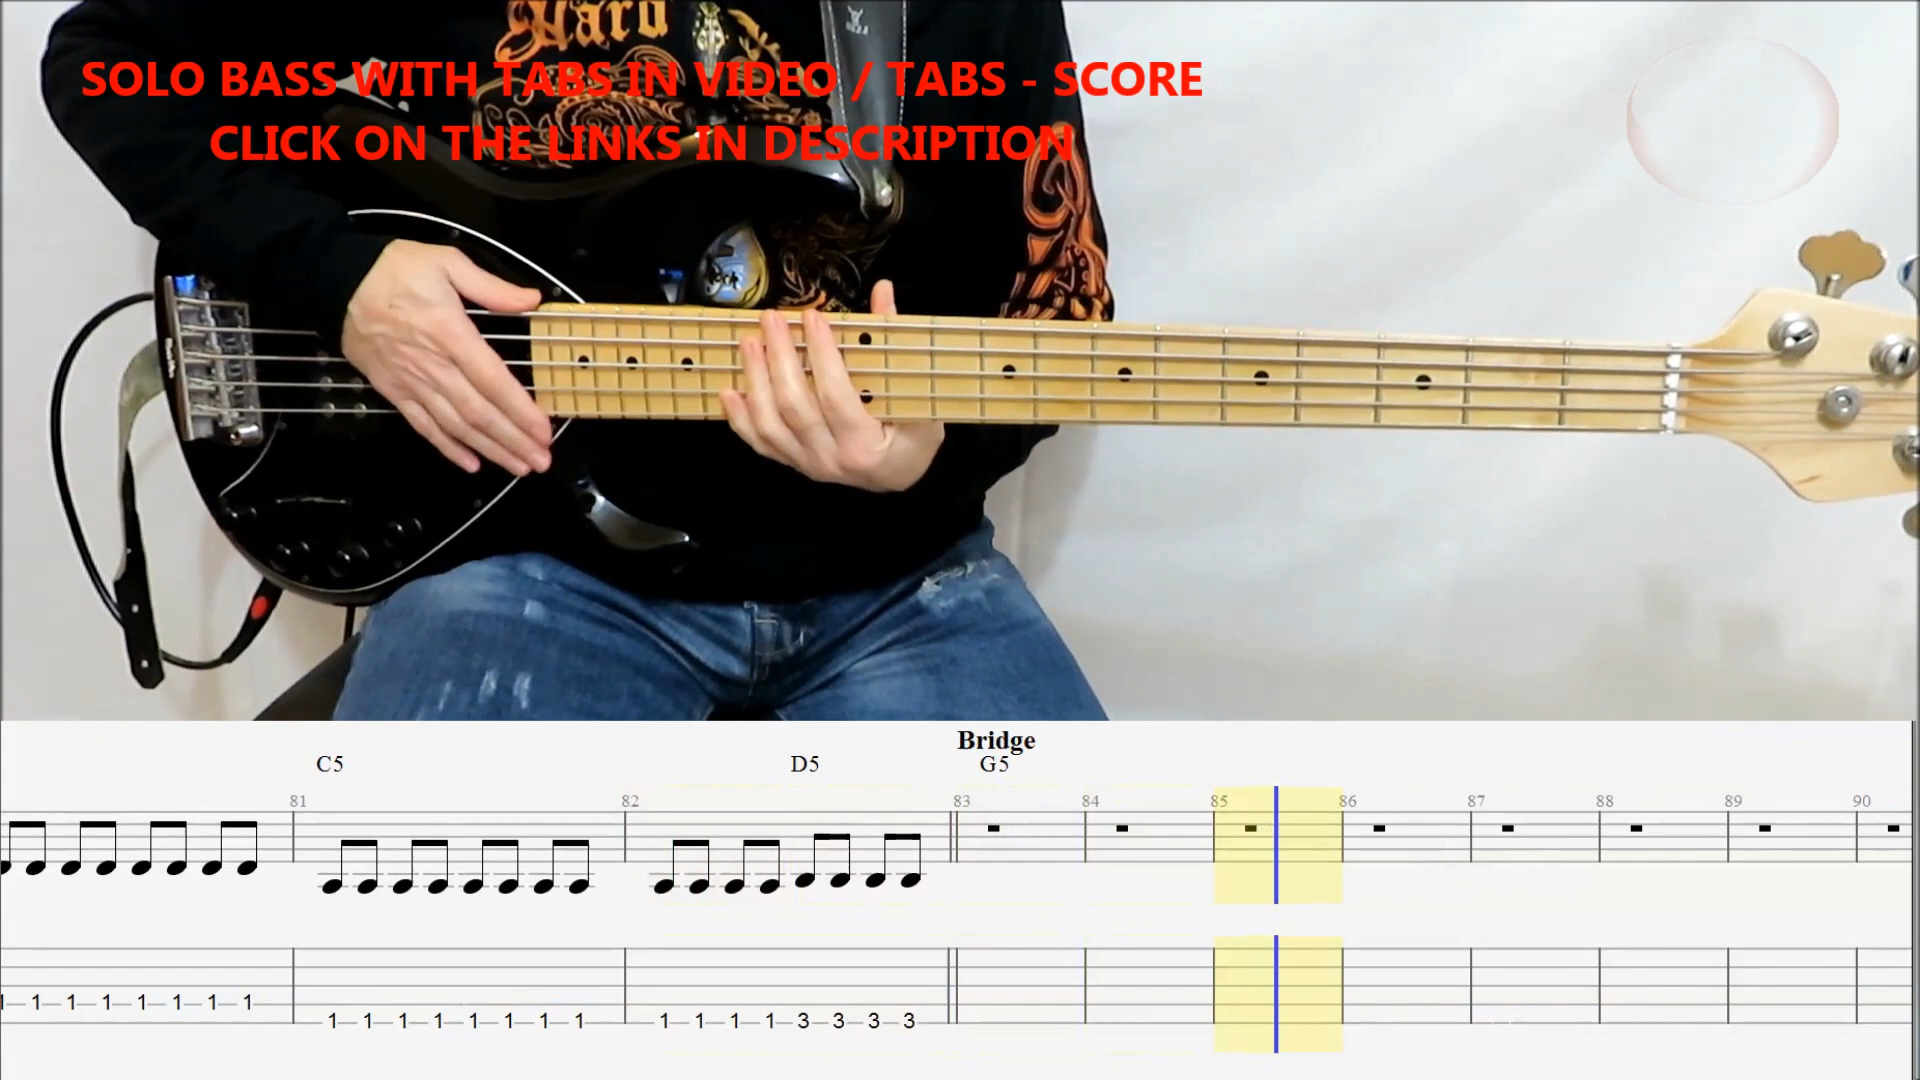 Hard
SOLO BASS WITH TABS IN VIDEO / TABS - SCORE
CLICK ON THE LINKS IN DESCRIPTION
Bridge
C5 D5 G5
81 82 83 84 85 86 87 88 89 90
1 1 1 1 1 1 1 1
1 1 1 1 1 1 1 1 1 1 1 1 3 3 3 3